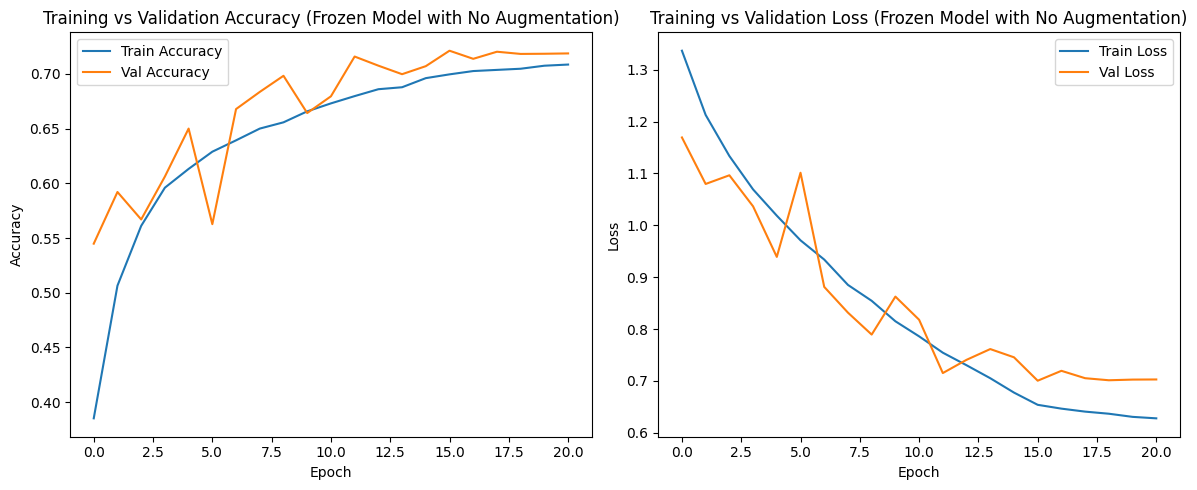 Training vs Validation Accuracy (Frozen Model with No Augmentation)
Train Accuracy
Val Accuracy
Accuracy
0.70
0.65
0.60
0.55
0.50
0.45
0.40
0.0 2.5 5.0 7.5 10.0 12.5 15.0 17.5 20.0
Epoch
Training vs Validation Loss (Frozen Model with No Augmentation)
Train Loss
Val Loss
Loss
1.3
1.2
1.1
1.0
0.9
0.8
0.7
0.6
0.0 2.5 5.0 7.5 10.0 12.5 15.0 17.5 20.0
Epoch